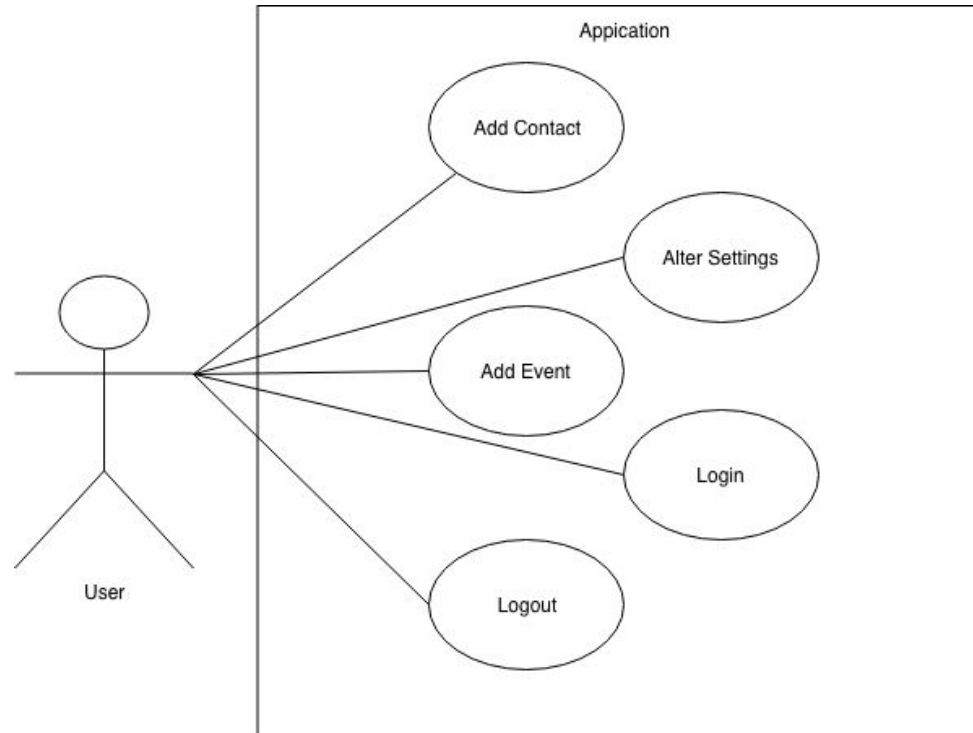 Appication
Add Contact
Alter Settings
Add Event
Login
Logout
User